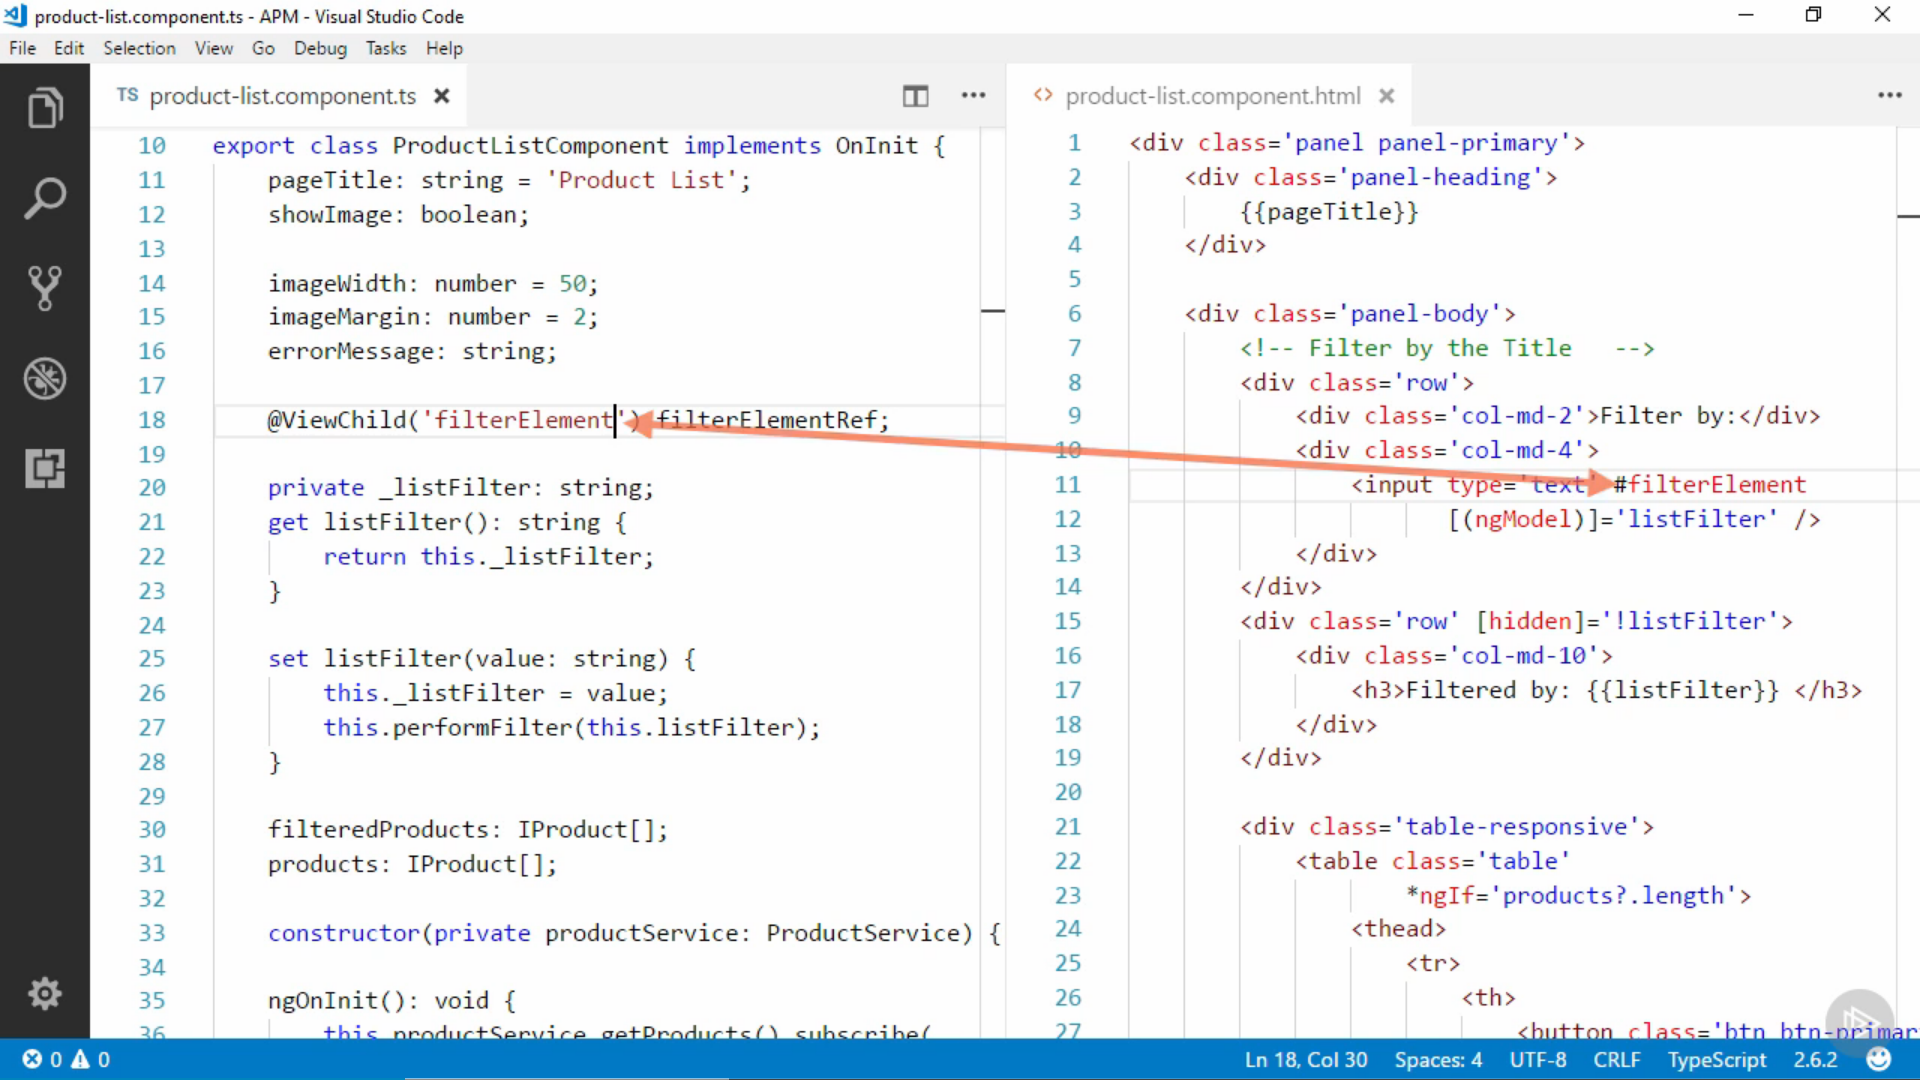 product-list.component.ts - APM - Visual Studio Code
File Edit Selection View Go Debug Tasks Help
TS product-list.component.ts
10 export class ProductListComponent implements OnInit {
11 pageTitle: string = 'Product List';
12 showImage: boolean;
13
14 imageWidth: number = 50;
15 imageMargin: number = 2;
16 errorMessage: string;
17
18 @ViewChild('filterElement') filterElementRef;
19
20 private _listFilter: string;
21 get listFilter(): string {
22 return this._listFilter;
23 }
24
25 set listFilter(value: string) {
26 this._listFilter = value;
27 this.performFilter(this.listFilter);
28 }
29
30 filteredProducts: IProduct[];
31 products: IProduct[];
32
33 constructor(private productService: ProductService) {
34
35 ngOnInit(): void {
36 this.productService.getProducts().subscribe(
<> product-list.component.html
1 <div class='panel panel-primary'>
2 <div class='panel-heading'>
3 {{pageTitle}}
4 </div>
5
6 <div class='panel-body'>
7 <!-- Filter by the Title -->
8 <div class='row'>
9 <div class='col-md-2'>Filter by:</div>
10 <div class='col-md-4'>
11 <input type='text' #filterElement
12 [(ngModel)]='listFilter' />
13 </div>
14 </div>
15 <div class='row' [hidden]='!listFilter'>
16 <div class='col-md-10'>
17 <h3>Filtered by: {{listFilter}} </h3>
18 </div>
19 </div>
20
21 <div class='table-responsive'>
22 <table class='table'
23 *ngIf='products?.length'>
24 <thead>
25 <tr>
26 <th>
27 <button class='btn btn-primar
0 0 Ln 18, Col 30 Spaces: 4 UTF-8 CRLF TypeScript 2.6.2